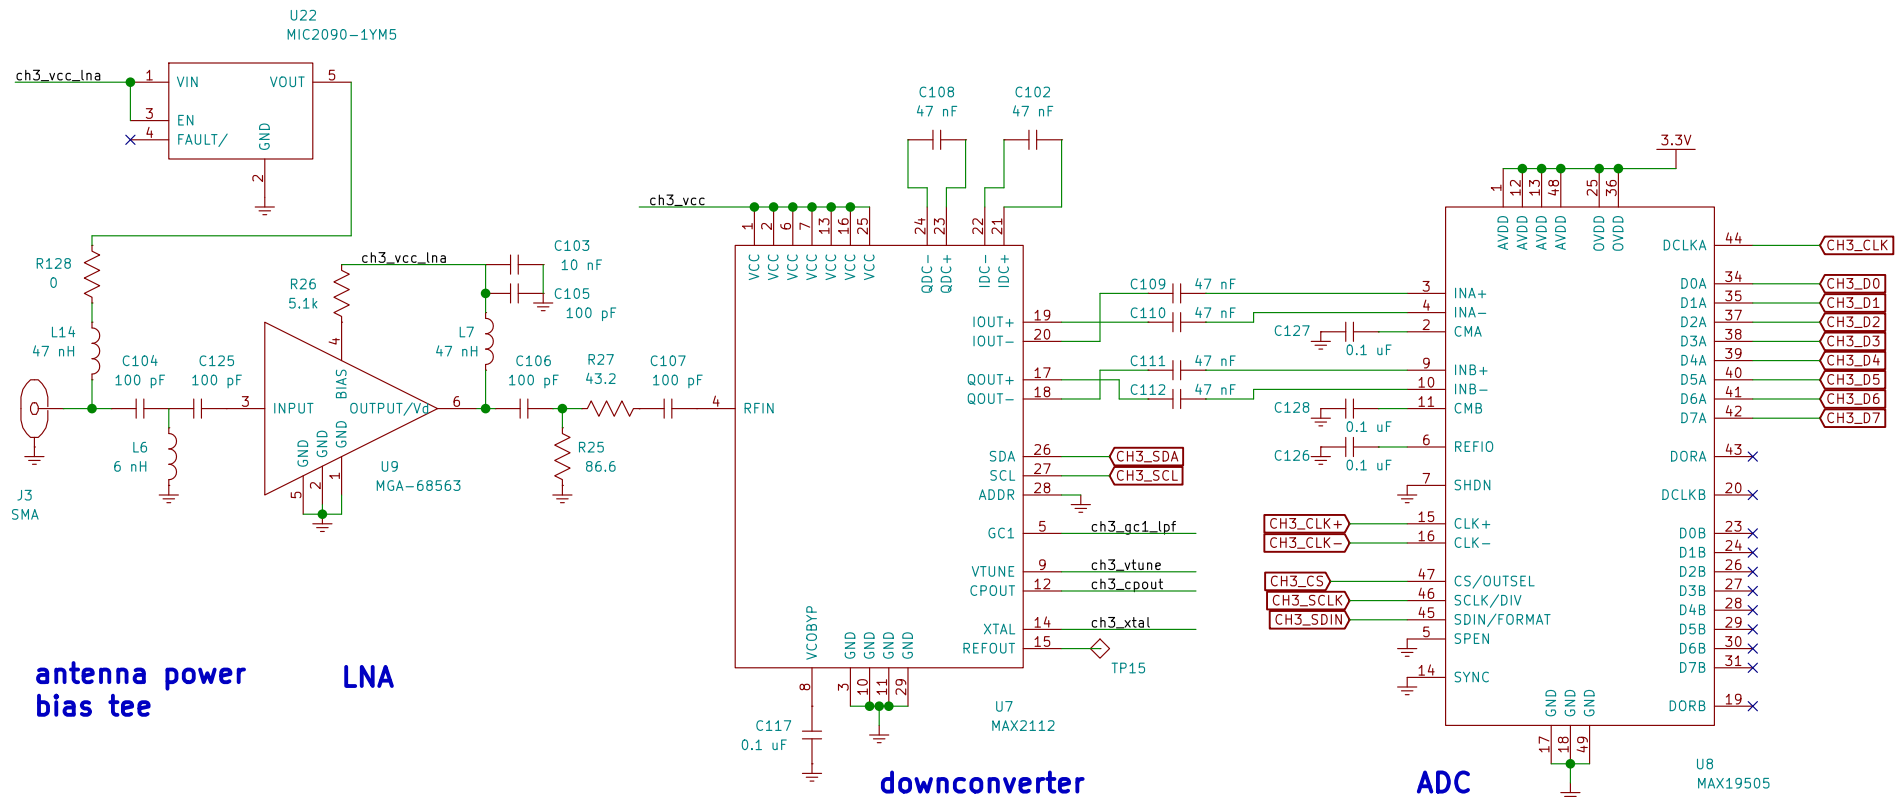 U22
MIC2090-1YM5
ch3_vcc_lna
1
VIN
VOUT
5
3
EN
4
FAULT/
GND
2
R128
0
L14
47 nH
C104
100 pF
C125
100 pF
J3
SMA
L6
6 nH
R26
5.1k
ch3_vcc_lna
C103
10 nF
C105
100 pF
L7
47 nH
4
BIAS
3
INPUT
OUTPUT/Vd
6
GND
GND
GND
5
2
1
U9
MGA-68563
C106
100 pF
R27
43.2
C107
100 pF
R25
86.6
antenna power
bias tee
LNA
C108
47 nF
C102
47 nF
ch3_vcc
1
2
6
7
13
16
25
24
23
22
21
VCC
VCC
VCC
VCC
VCC
VCC
VCC
QDC-
QDC+
IDC-
IDC+
4
RFIN
IOUT+
19
IOUT-
20
QOUT+
17
QOUT-
18
SDA
26
CH3_SDA
SCL
27
CH3_SCL
ADDR
28
GC1
5
ch3_gc1_lpf
VTUNE
9
ch3_vtune
CPOUT
12
ch3_cpout
XTAL
14
ch3_xtal
REFOUT
15
TP15
VCOBYP
GND
GND
GND
GND
8
3
10
11
29
C117
0.1 uF
U7
MAX2112
downconverter
C109
47 nF
C110
47 nF
C111
47 nF
C112
47 nF
C127
0.1 uF
C128
0.1 uF
C126
0.1 uF
3.3V
1
12
13
48
25
36
AVDD
AVDD
AVDD
AVDD
OVDD
OVDD
3
INA+
4
INA-
2
CMA
9
INB+
10
INB-
11
CMB
6
REFIO
7
SHDN
CH3_CLK+
15
CLK+
CH3_CLK-
16
CLK-
CH3_CS
47
CS/OUTSEL
CH3_SCLK
46
SCLK/DIV
CH3_SDIN
45
SDIN/FORMAT
5
SPEN
14
SYNC
DCLKA
44
CH3_CLK
D0A
34
CH3_D0
D1A
35
CH3_D1
D2A
37
CH3_D2
D3A
38
CH3_D3
D4A
39
CH3_D4
D5A
40
CH3_D5
D6A
41
CH3_D6
D7A
42
CH3_D7
DORA
43
DCLKB
20
D0B
23
D1B
24
D2B
26
D3B
27
D4B
28
D5B
29
D6B
30
D7B
31
DORB
19
GND
GND
GND
17
18
49
U8
MAX19505
ADC